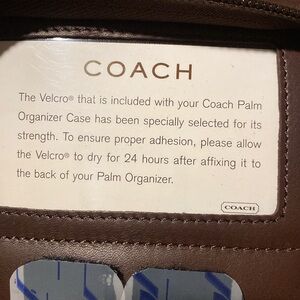 COACH
The Velcro® that is included with your Coach Palm
Organizer Case has been specially selected for its
strength. To ensure proper adhesion, please allow
the Velcro® to dry for 24 hours after affixing it to
the back of your Palm Organizer.
COACH